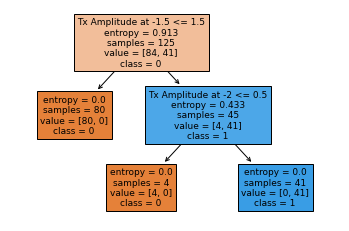 Tx Amplitude at -1.5 <= 1.5
entropy = 0.913
samples = 125
value = [84, 41]
class = 0
entropy = 0.0
samples = 80
value = [80, 0]
class = 0
Tx Amplitude at -2 <= 0.5
entropy = 0.433
samples = 45
value = [4, 41]
class = 1
entropy = 0.0
samples = 4
value = [4, 0]
class = 0
entropy = 0.0
samples = 41
value = [0, 41]
class = 1